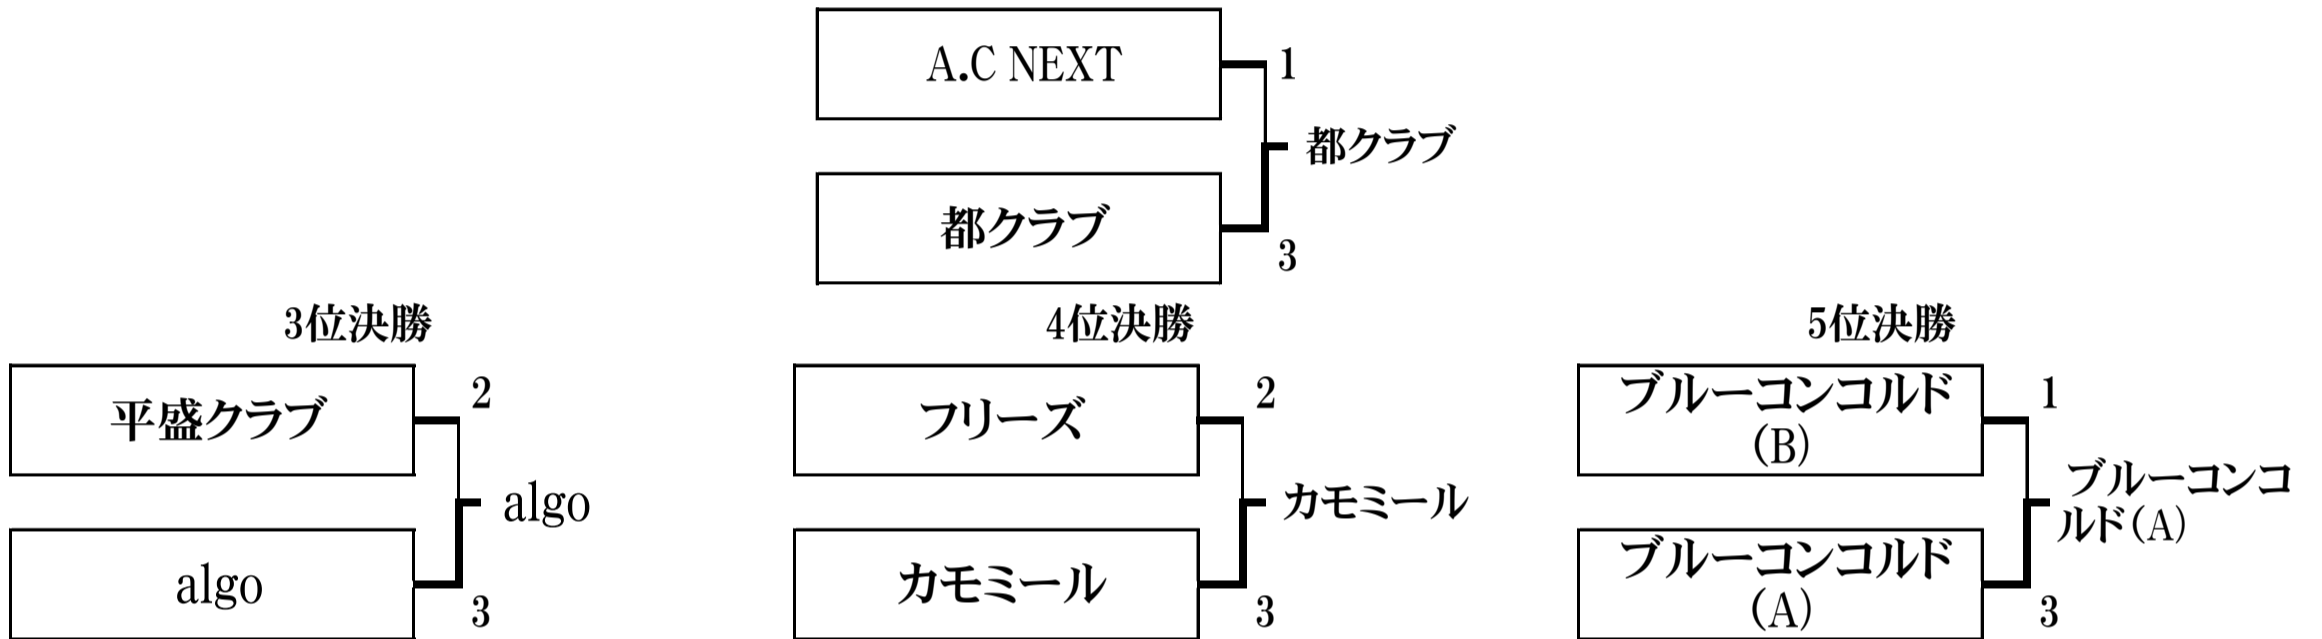 A.C NEXT
1
都クラブ
都クラブ
3
3位決勝
平盛クラブ
2
algo
algo
3
4位決勝
フリーズ
2
カモミール
カモミール
3
5位決勝
ブルーコンコルド
(B)
1
ブルーコンコ
ルド(A)
ブルーコンコルド
(A)
3